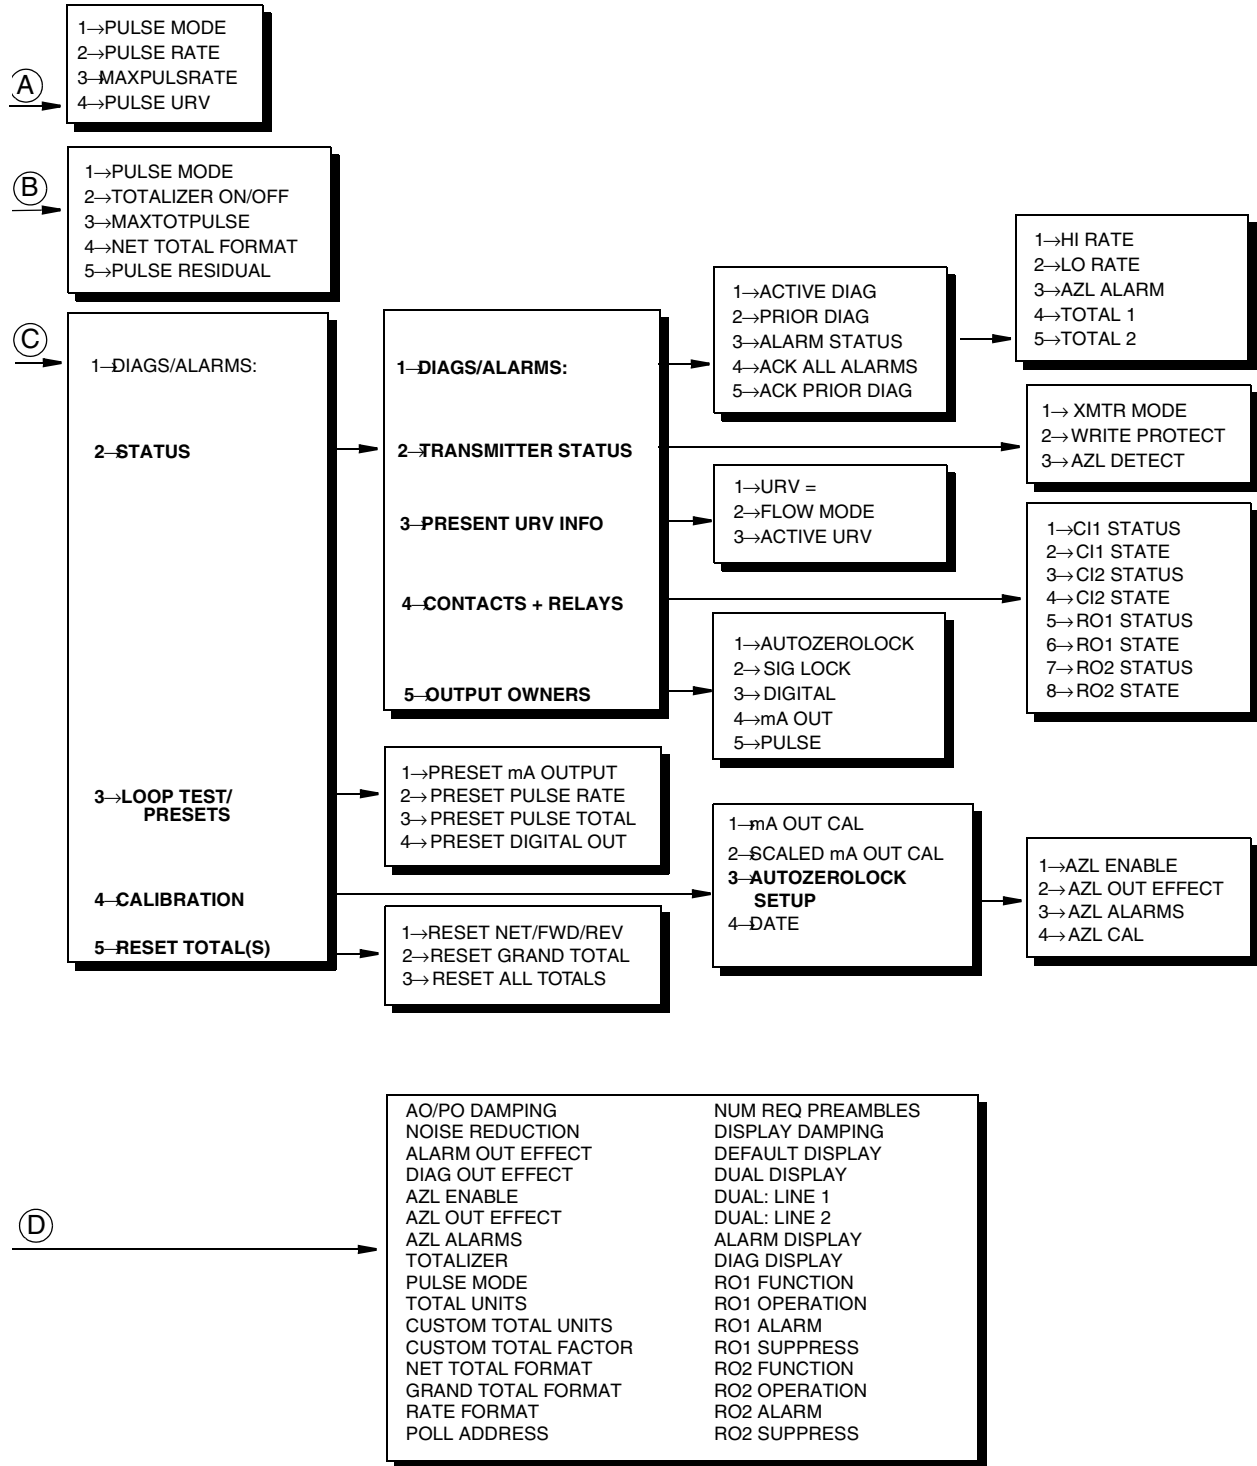 A
1→PULSE MODE
2→PULSE RATE
3→MAXPULSRATE
4→PULSE URV
B
1→PULSE MODE
2→TOTALIZER ON/OFF
3→MAXTOTPULSE
4→NET TOTAL FORMAT
5→PULSE RESIDUAL
C
1→DIAGS/ALARMS:
2→STATUS
3→LOOP TEST/
PRESETS
4→CALIBRATION
5→RESET TOTAL(S)
1→DIAGS/ALARMS:
2→TRANSMITTER STATUS
3→PRESENT URV INFO
4→CONTACTS + RELAYS
5→OUTPUT OWNERS
1→ACTIVE DIAG
2→PRIOR DIAG
3→ALARM STATUS
4→ACK ALL ALARMS
5→ACK PRIOR DIAG
1→HI RATE
2→LO RATE
3→AZL ALARM
4→TOTAL 1
5→TOTAL 2
1→ XMTR MODE
2→WRITE PROTECT
3→AZL DETECT
1→URV =
2→FLOW MODE
3→ACTIVE URV
1→CI1 STATUS
2→CI1 STATE
3→CI2 STATUS
4→CI2 STATE
5→RO1 STATUS
6→RO1 STATE
7→RO2 STATUS
8→RO2 STATE
1→AUTOZEROLOCK
2→SIG LOCK
3→DIGITAL
4→mA OUT
5→PULSE
1→PRESET mA OUTPUT
2→PRESET PULSE RATE
3→PRESET PULSE TOTAL
4→PRESET DIGITAL OUT
1→mA OUT CAL
2→SCALED mA OUT CAL
3→AUTOZEROLOCK
SETUP
4→DATE
1→AZL ENABLE
2→AZL OUT EFFECT
3→AZL ALARMS
4→AZL CAL
1→RESET NET/FWD/REV
2→RESET GRAND TOTAL
3→RESET ALL TOTALS
D
AO/PO DAMPING
NOISE REDUCTION
ALARM OUT EFFECT
DIAG OUT EFFECT
AZL ENABLE
AZL OUT EFFECT
AZL ALARMS
TOTALIZER
PULSE MODE
TOTAL UNITS
CUSTOM TOTAL UNITS
CUSTOM TOTAL FACTOR
NET TOTAL FORMAT
GRAND TOTAL FORMAT
RATE FORMAT
POLL ADDRESS
NUM REQ PREAMBLES
DISPLAY DAMPING
DEFAULT DISPLAY
DUAL DISPLAY
DUAL: LINE 1
DUAL: LINE 2
ALARM DISPLAY
DIAG DISPLAY
RO1 FUNCTION
RO1 OPERATION
RO1 ALARM
RO1 SUPPRESS
RO2 FUNCTION
RO2 OPERATION
RO2 ALARM
RO2 SUPPRESS